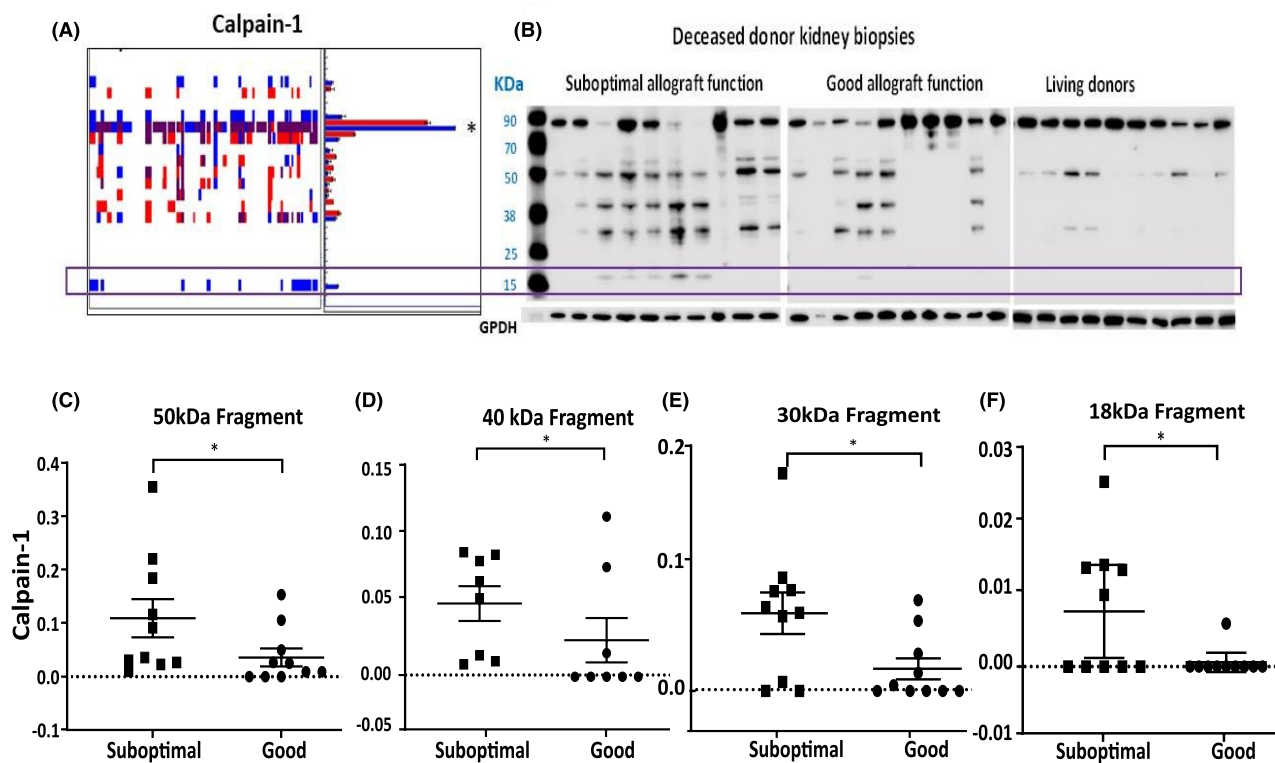 (A)
Calpain-1
*
(B)
Deceased donor kidney biopsies
KDa
Suboptimal allograft function
Good allograft function
Living donors
90
70
50
38
25
15
GPDH
(C)
50kDa Fragment
*
Calpain-1
0.4
0.3
0.2
0.1
0.0
-0.1
Suboptimal
Good
(D)
40 kDa Fragment
*
0.15
0.10
0.05
0.00
-0.05
Suboptimal
Good
(E)
30kDa Fragment
*
0.2
0.1
0.0
Suboptimal
Good
(F)
18kDa Fragment
*
0.03
0.02
0.01
0.00
-0.01
Suboptimal
Good